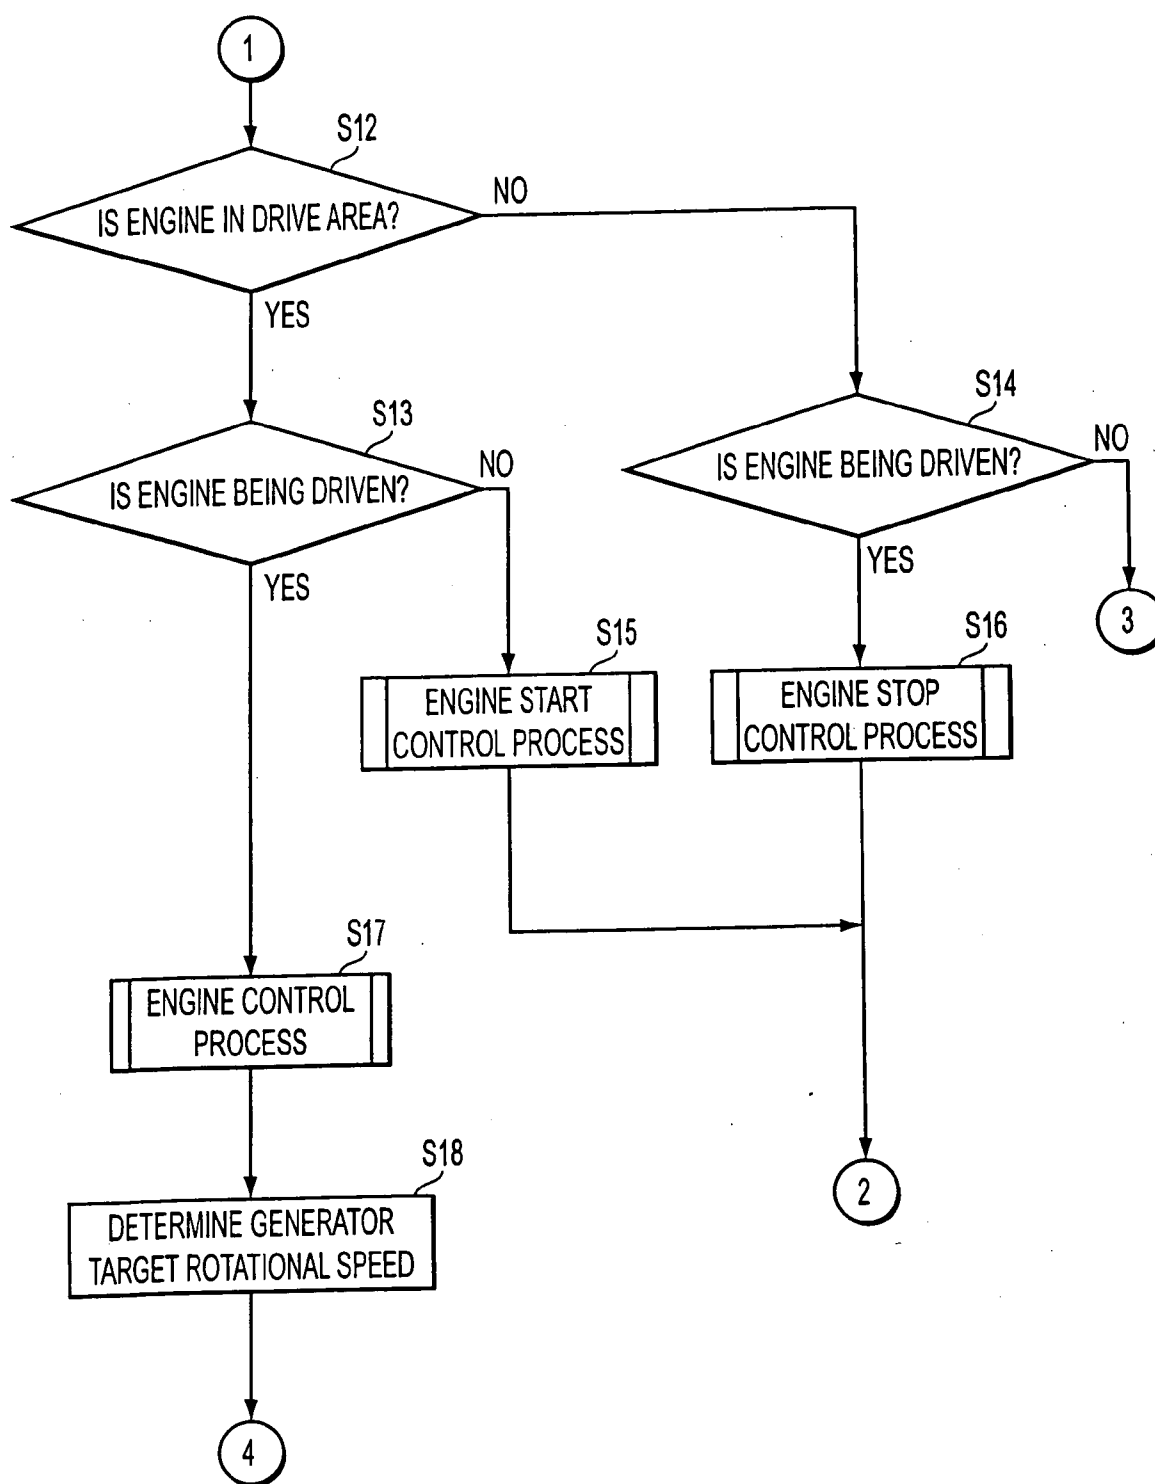 1
S12
IS ENGINE IN DRIVE AREA?
NO
YES
S13
IS ENGINE BEING DRIVEN?
NO
YES
S14
IS ENGINE BEING DRIVEN?
NO
YES
3
S15
ENGINE START
CONTROL PROCESS
S16
ENGINE STOP
CONTROL PROCESS
S17
ENGINE CONTROL
PROCESS
S18
DETERMINE GENERATOR
TARGET ROTATIONAL SPEED
2
4